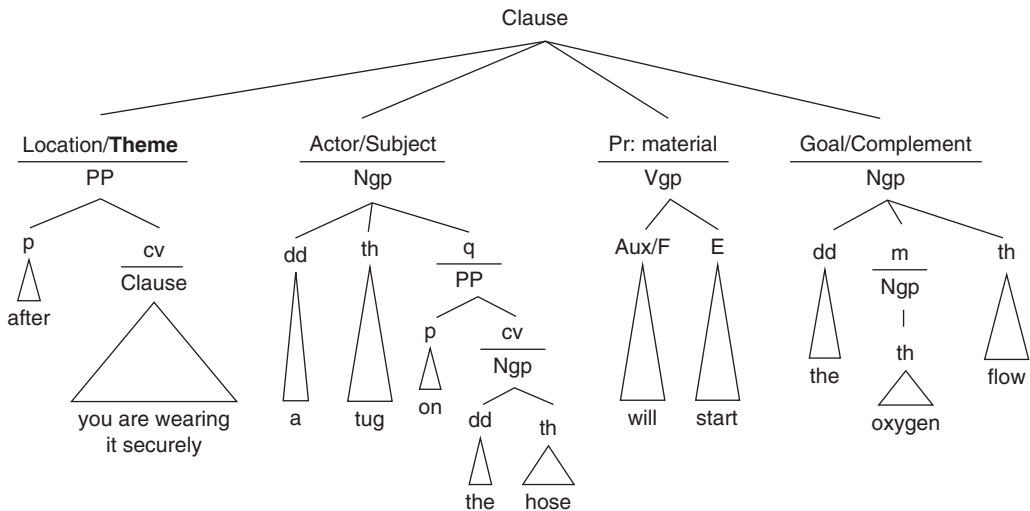 Clause
Location/Theme Actor/Subject Pr: material Goal/Complement
PP Ngp Vgp Ngp
p cv dd th q Aux/F E dd m th
Clause PP Ngp
after p cv th
Ngp
you are wearing a tug on will start the oxygen flow
it securely dd th
the hose